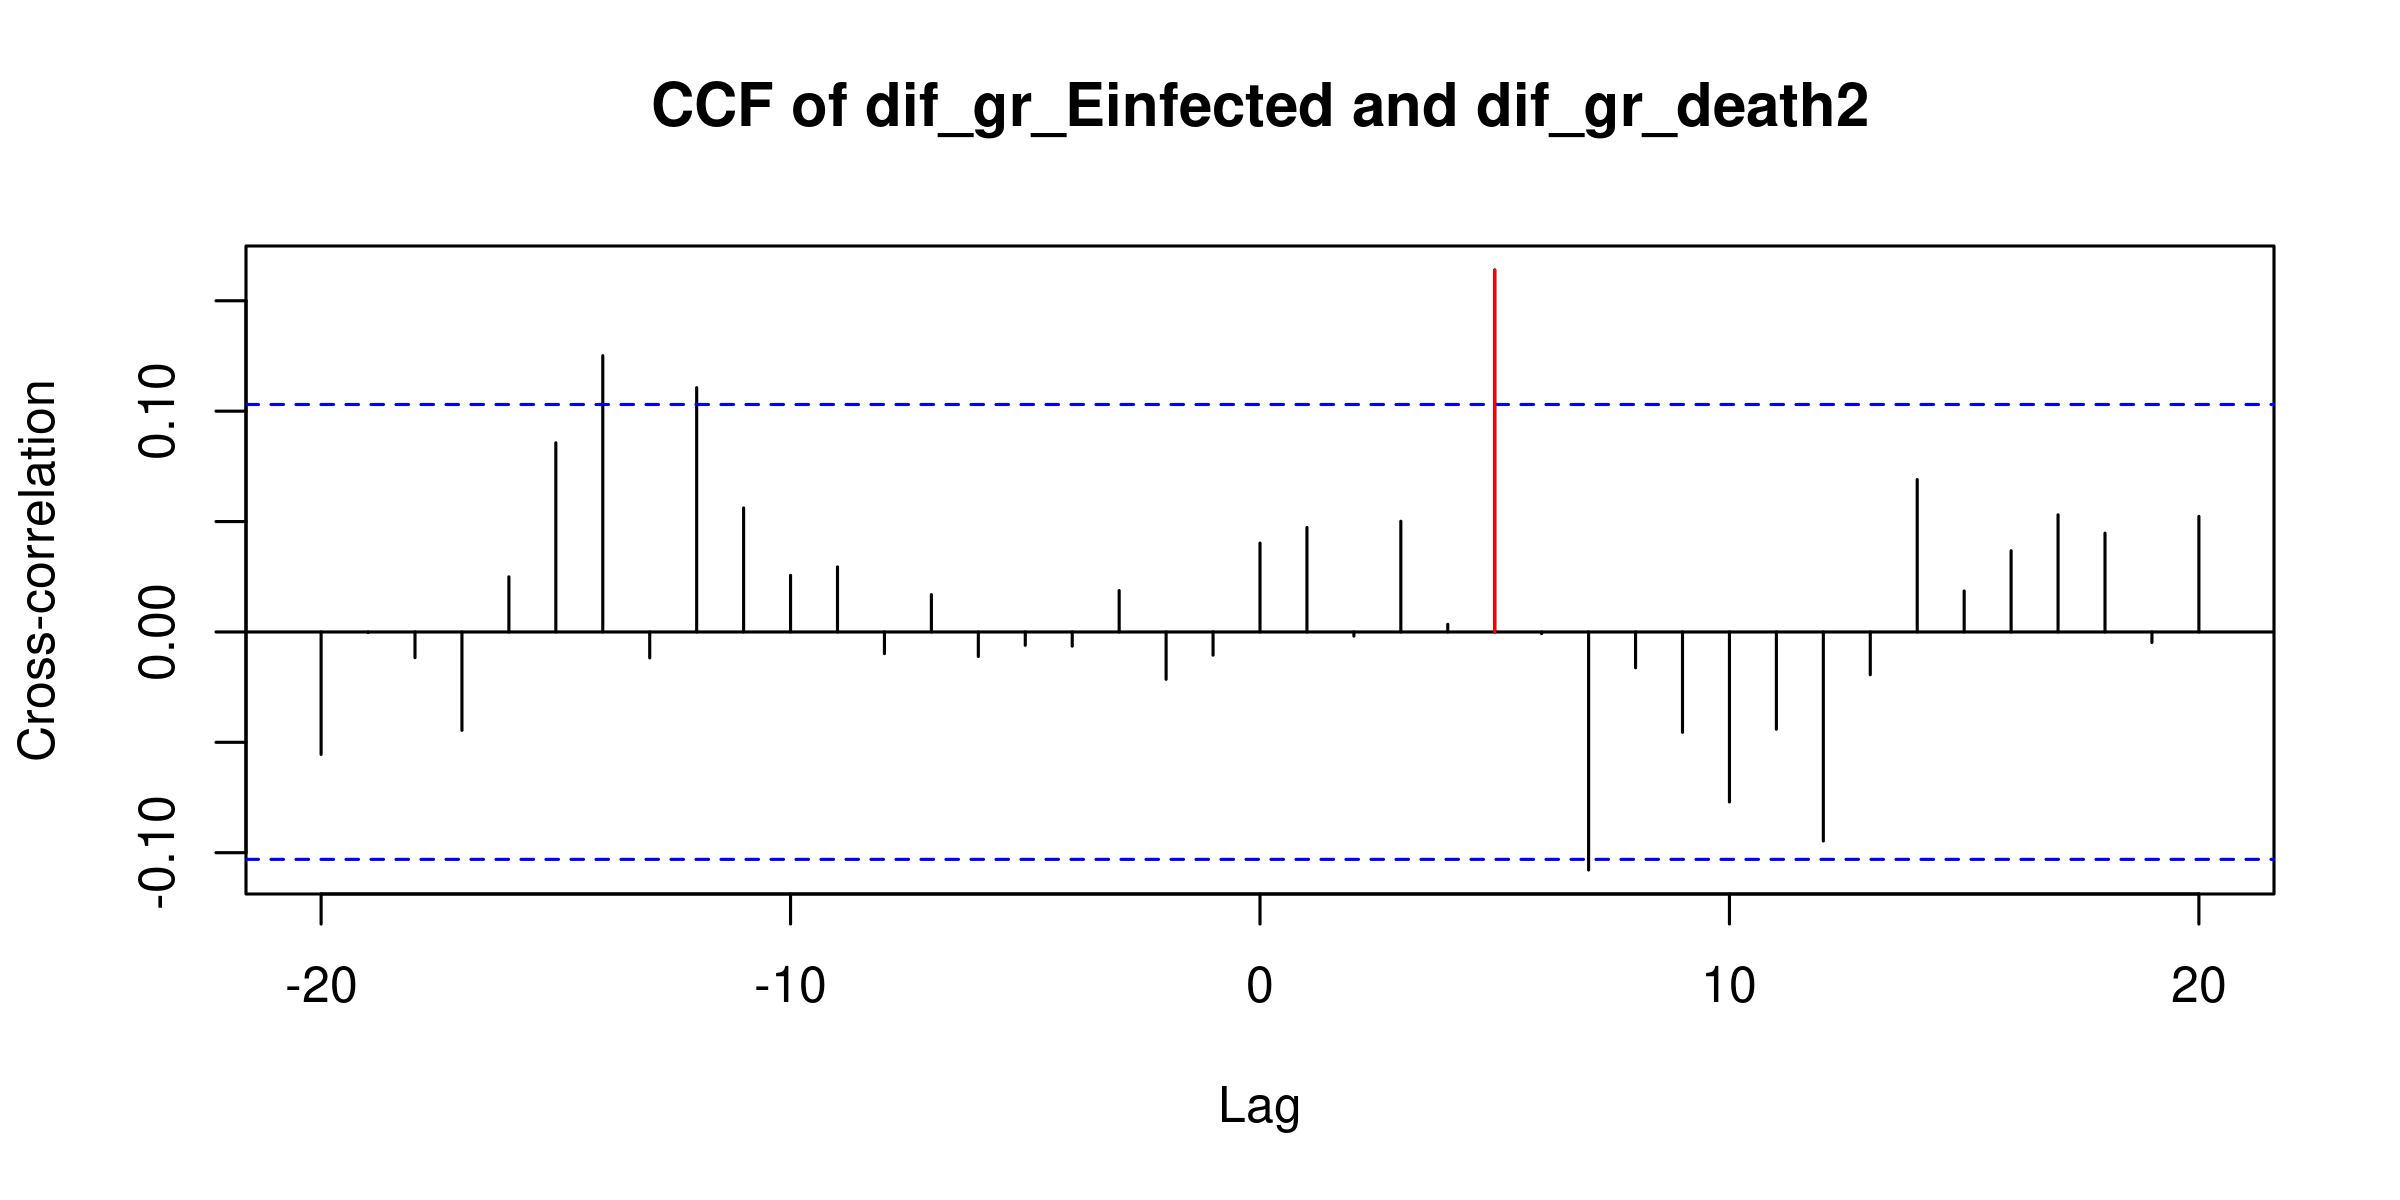 CCF of dif_gr_Einfected and dif_gr_death2
Cross-correlation
0.10
0.00
-0.10
-20 -10 0 10 20
Lag